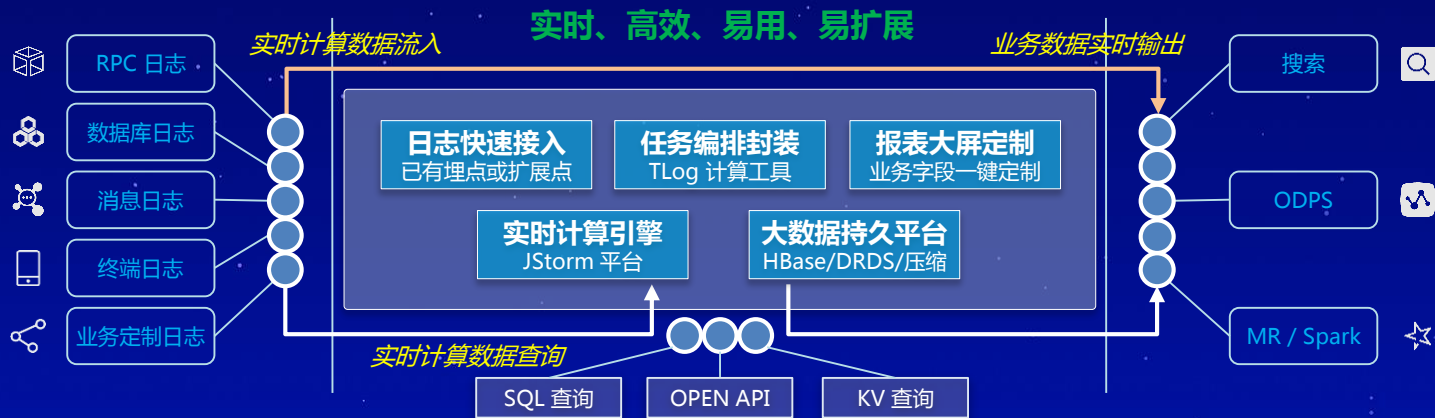 实时、高效、易用、易扩展
实时计算数据流入
业务数据实时输出
RPC 日志
数据库日志
消息日志
终端日志
业务定制日志
日志快速接入
已有埋点或扩展点
任务编排封装
TLog 计算工具
报表大屏定制
业务字段一键定制
实时计算引擎
JStorm 平台
大数据持久平台
HBase/DRDS/压缩
实时计算数据查询
SQL 查询
OPEN API
KV 查询
搜索
ODPS
MR / Spark